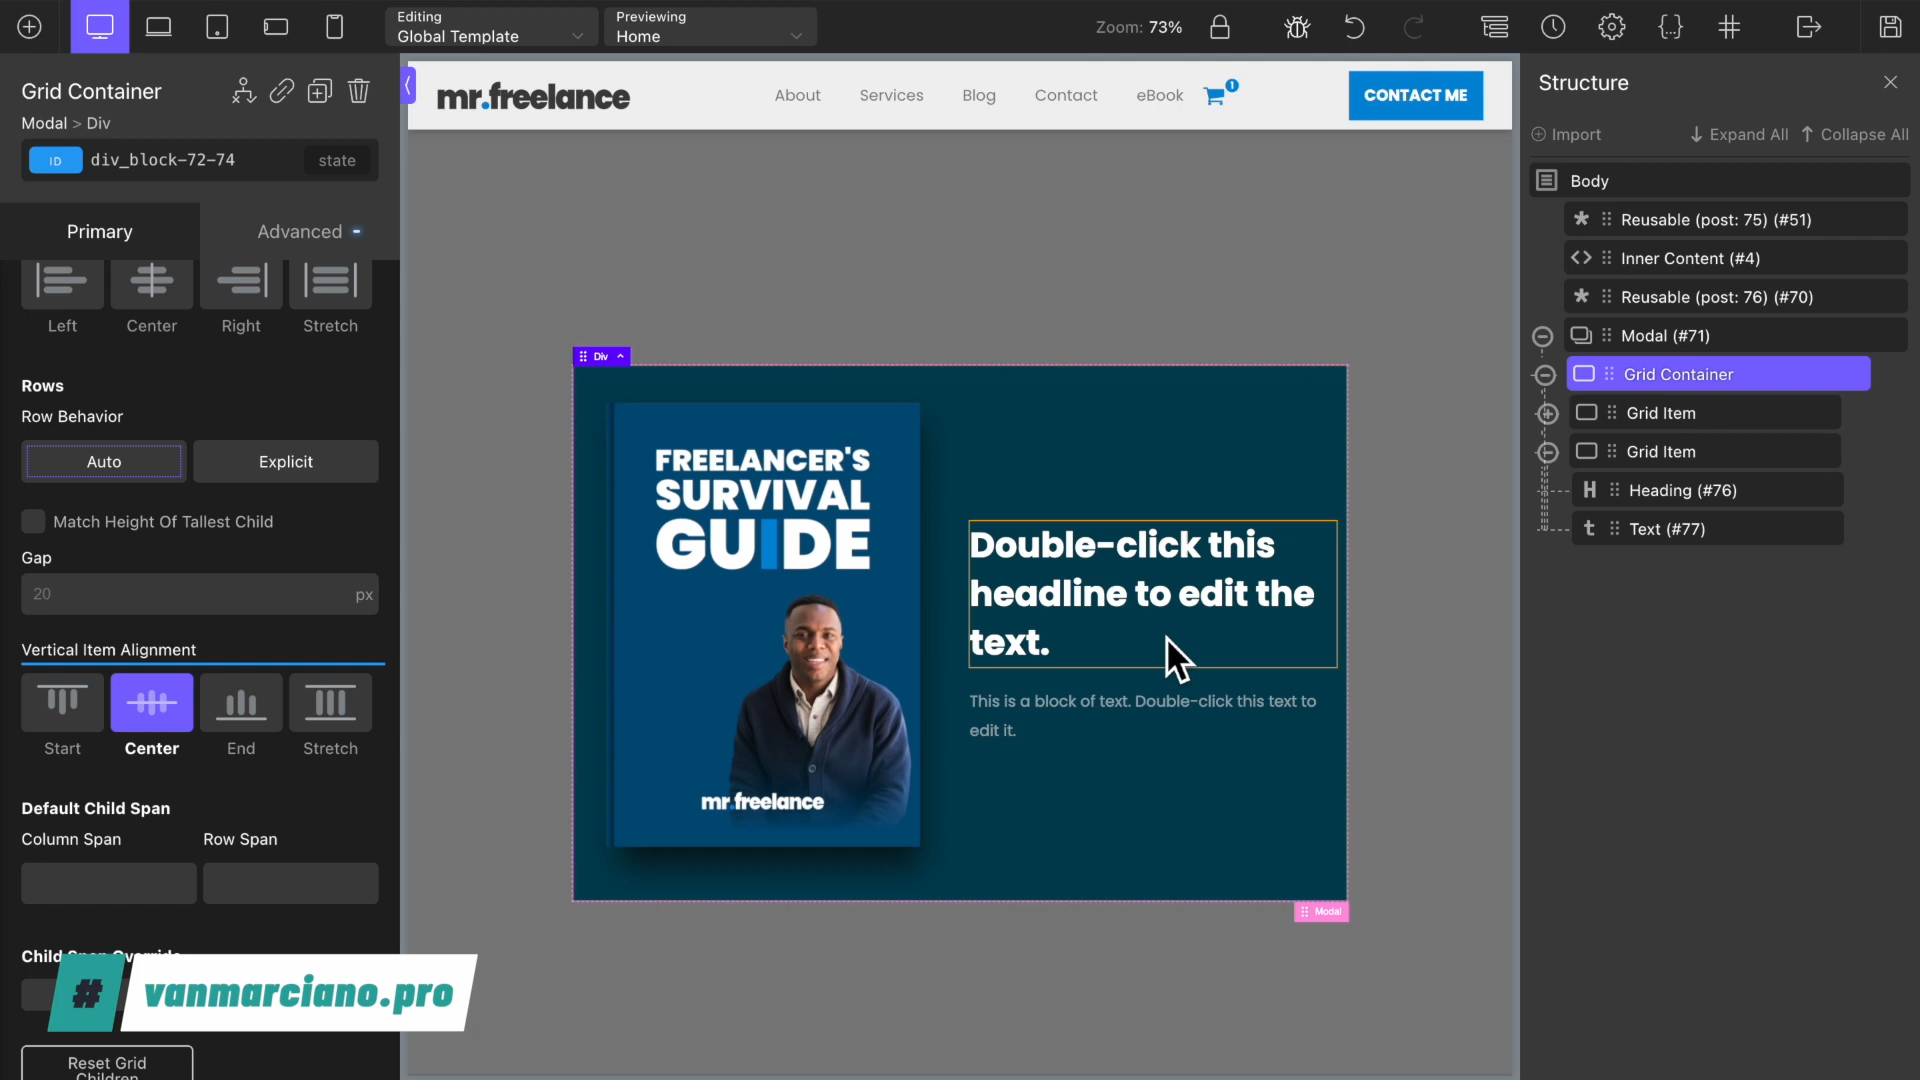 Editing
Global Template
Previewing
Home
Zoom: 73%
Grid Container
Modal > Div
ID div_block-72-74 state
Primary Advanced
Left Center Right Stretch
Rows
Row Behavior
Auto Explicit
Match Height Of Tallest Child
Gap
20 px
Vertical Item Alignment
Start Center End Stretch
Default Child Span
Column Span Row Span
Child Span Override
# vanmarciano.pro
Reset Grid
Children
mr.freelance
About Services Blog Contact eBook 1
CONTACT ME
Div
FREELANCER'S
SURVIVAL
GUIDE
mr.freelance
Double-click this
headline to edit the
text.
This is a block of text. Double-click this text to
edit it.
Modal
Structure
Import Expand All Collapse All
Body
Reusable (post: 75) (#51)
Inner Content (#4)
Reusable (post: 76) (#70)
Modal (#71)
Grid Container
Grid Item
Grid Item
H Heading (#76)
t Text (#77)